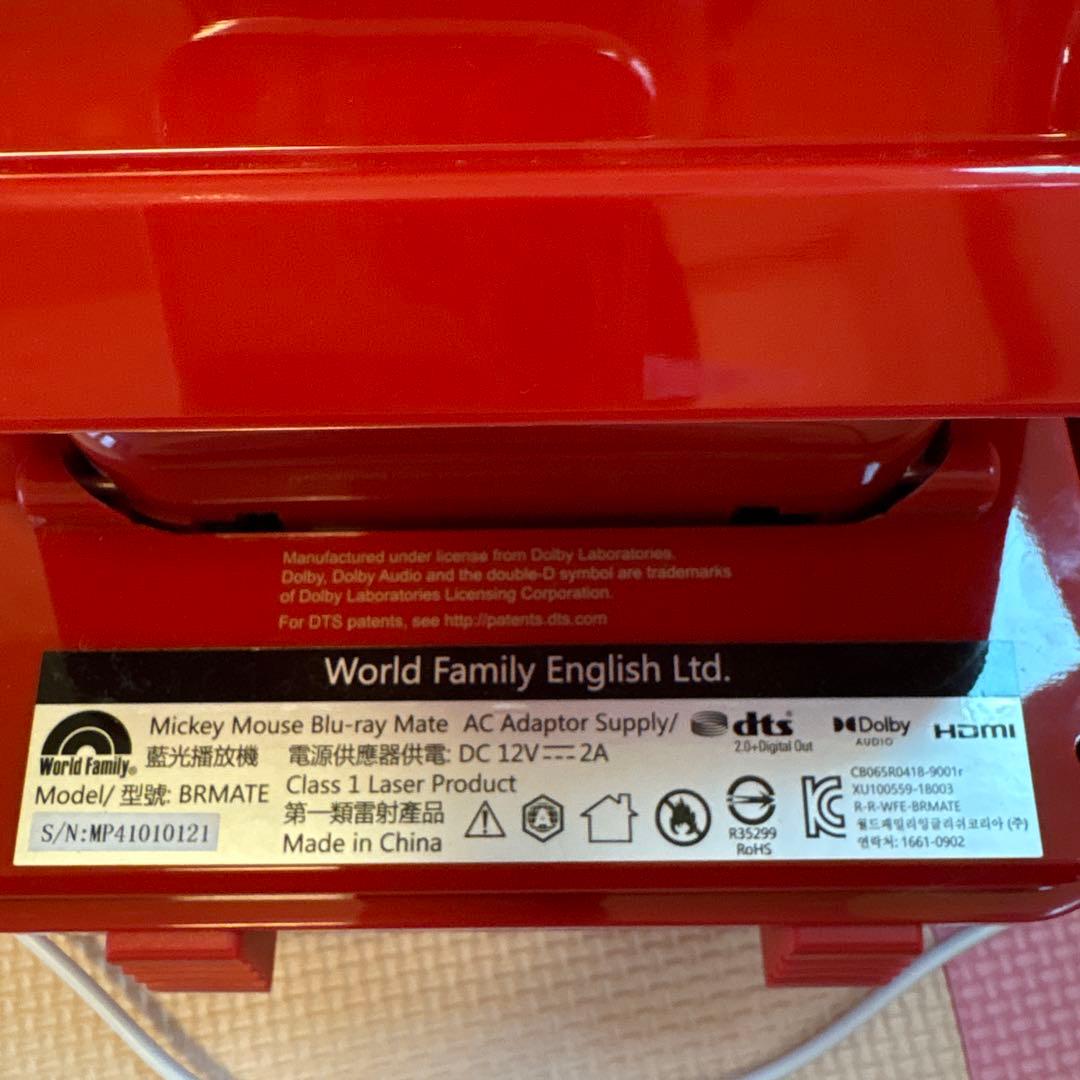 Manufactured under license from Dolby Laboratories.
Dolby, Dolby Audio and the double-D symbol are trademarks
of Dolby Laboratories Licensing Corporation.
For DTS patents, see http://patents.dts.com
World Family English Ltd.
World Family®
Mickey Mouse Blu-ray Mate AC Adaptor Supply/
藍光播放機 電源供應器供電: DC 12V⎓2A
Model/ 型號: BRMATE
Class 1 Laser Product
第一類雷射產品
S/N:MP41010121
Made in China
dts
2.0+Digital Out
Dolby
AUDIO
HDMI
R35299
RoHS
CB065R0418-9001r
XU100559-18003
R-R-WFE-BRMATE
월드패밀리잉글리쉬코리아 (주)
연락처: 1661-0902